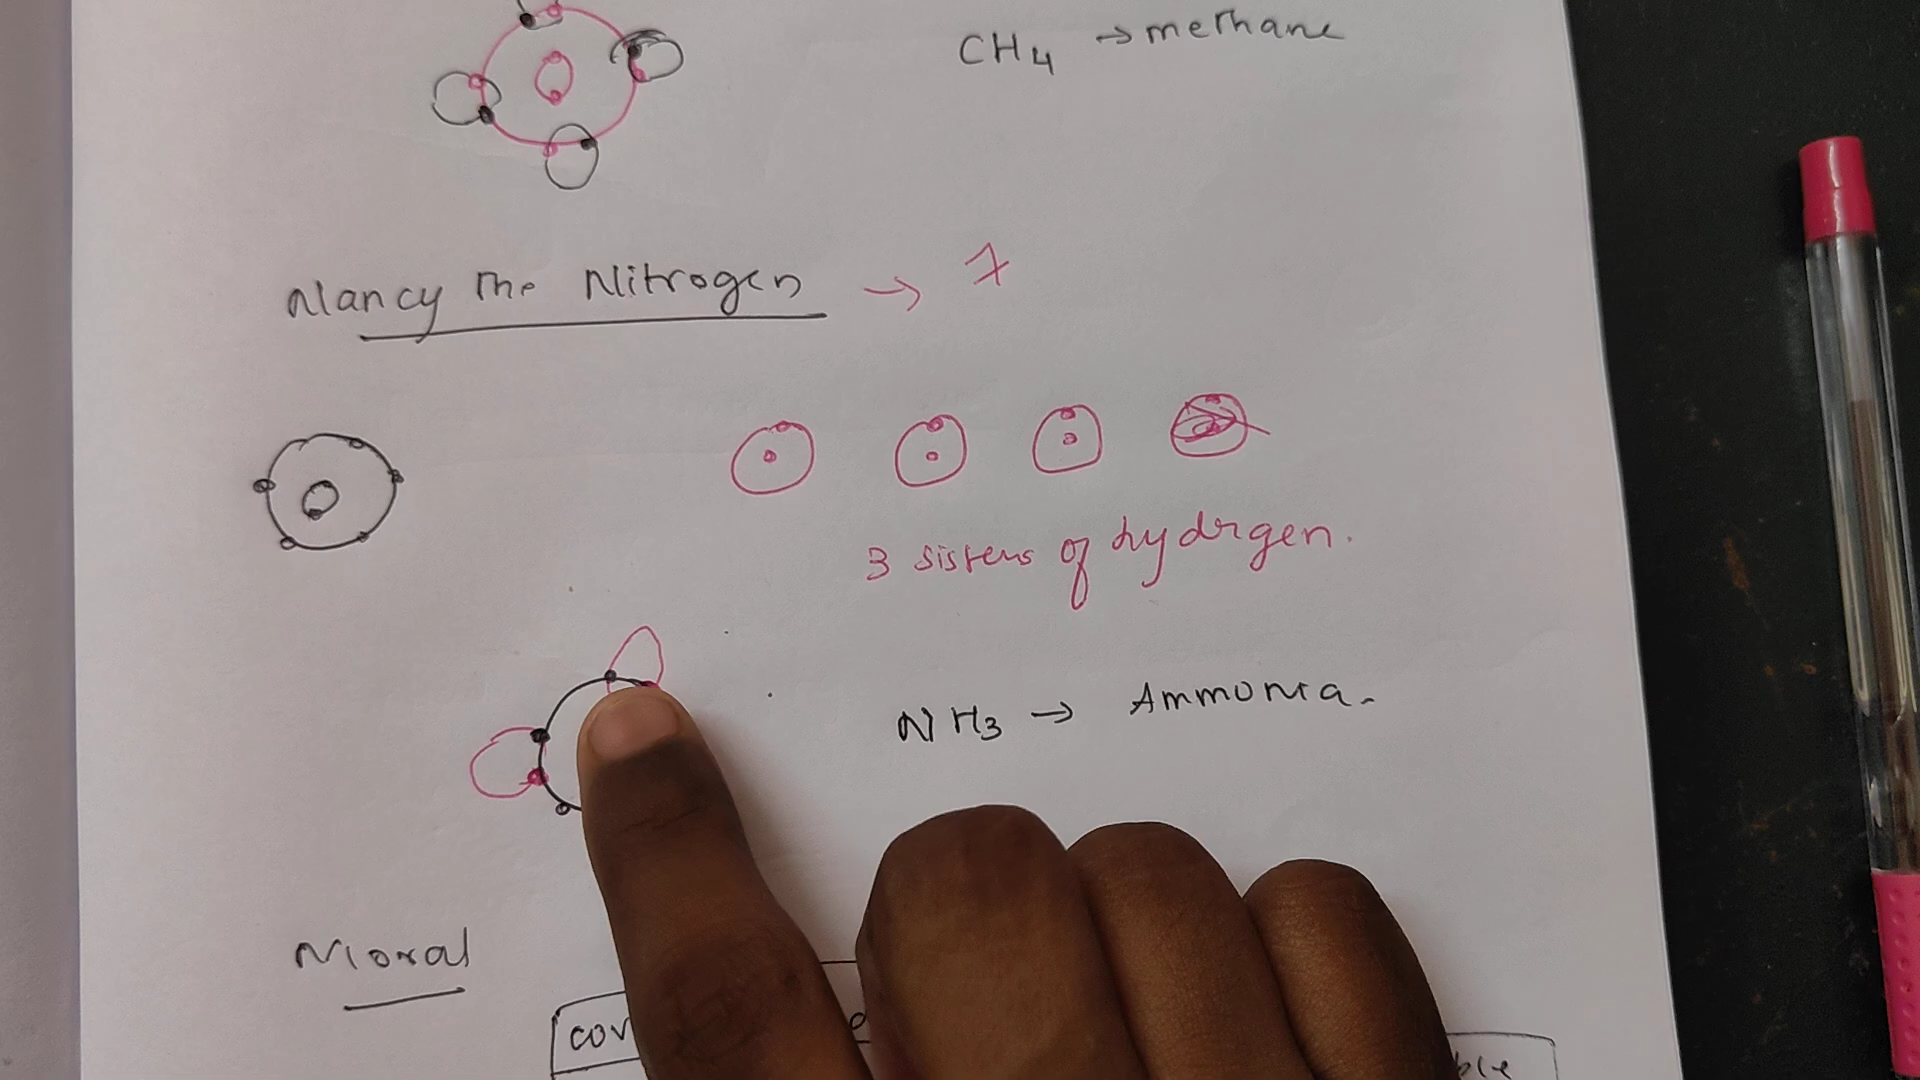 CH4 → methane
Nancy The Nitrogen → 7
3 sisters of hydrgen.
NH3 → Ammonia.
Moral